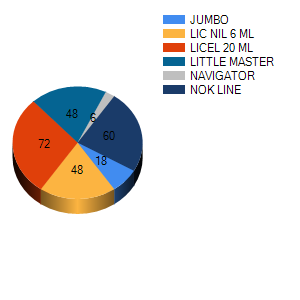 JUMBO
LIC NIL 6 ML
LICEL 20 ML
LITTLE MASTER
NAVIGATOR
NOK LINE
48
6
60
72
18
48